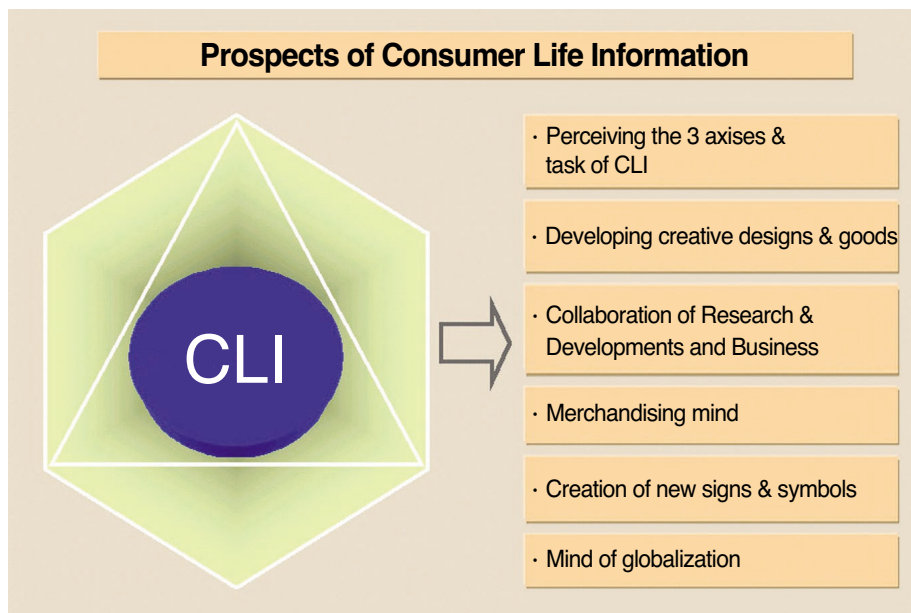 Prospects of Consumer Life Information
CLI
· Perceiving the 3 axises &
task of CLI
· Developing creative designs & goods
· Collaboration of Research &
Developments and Business
· Merchandising mind
· Creation of new signs & symbols
· Mind of globalization